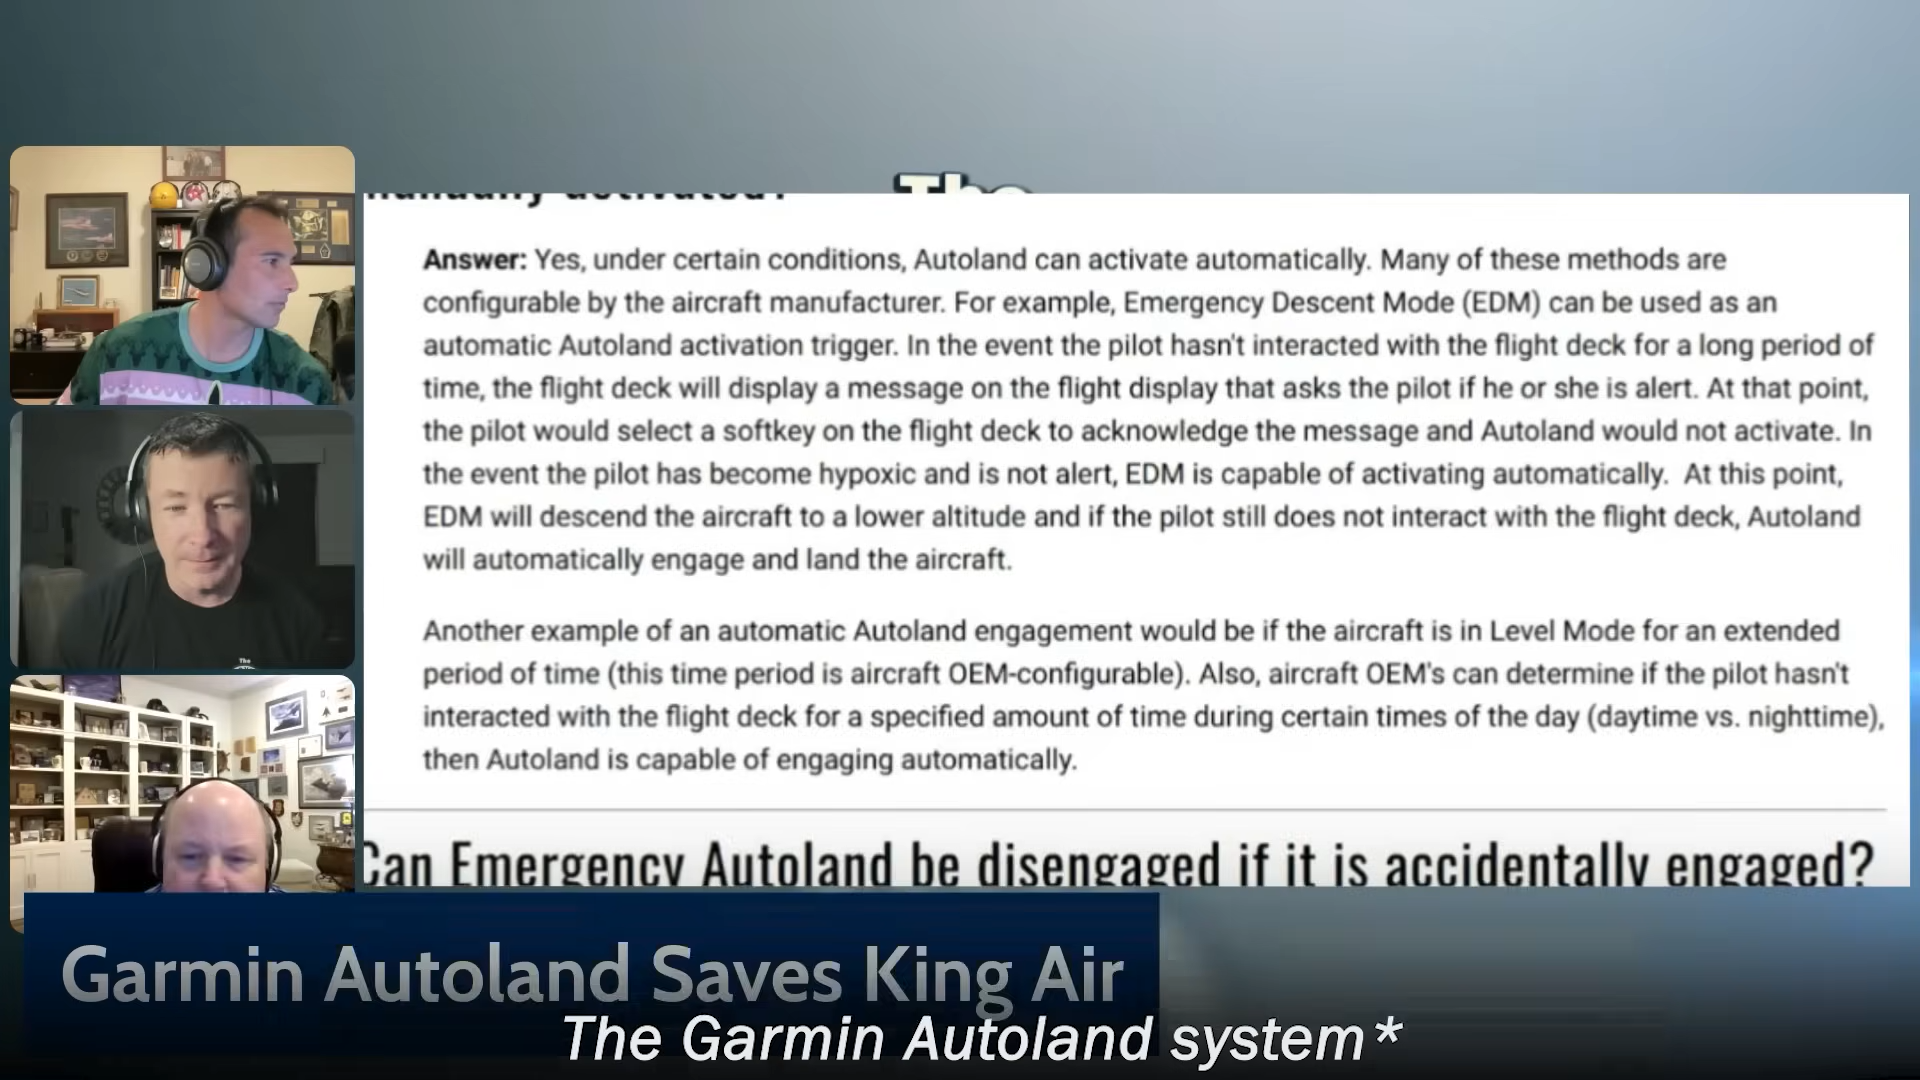 The
manually activated?
Answer: Yes, under certain conditions, Autoland can activate automatically. Many of these methods are
configurable by the aircraft manufacturer. For example, Emergency Descent Mode (EDM) can be used as an
automatic Autoland activation trigger. In the event the pilot hasn't interacted with the flight deck for a long period of
time, the flight deck will display a message on the flight display that asks the pilot if he or she is alert. At that point,
the pilot would select a softkey on the flight deck to acknowledge the message and Autoland would not activate. In
the event the pilot has become hypoxic and is not alert, EDM is capable of activating automatically.  At this point,
EDM will descend the aircraft to a lower altitude and if the pilot still does not interact with the flight deck, Autoland
will automatically engage and land the aircraft.
Another example of an automatic Autoland engagement would be if the aircraft is in Level Mode for an extended
period of time (this time period is aircraft OEM-configurable). Also, aircraft OEM's can determine if the pilot hasn't
interacted with the flight deck for a specified amount of time during certain times of the day (daytime vs. nighttime),
then Autoland is capable of engaging automatically.
Can Emergency Autoland be disengaged if it is accidentally engaged?
The
Garmin Autoland Saves King Air
The Garmin Autoland system*